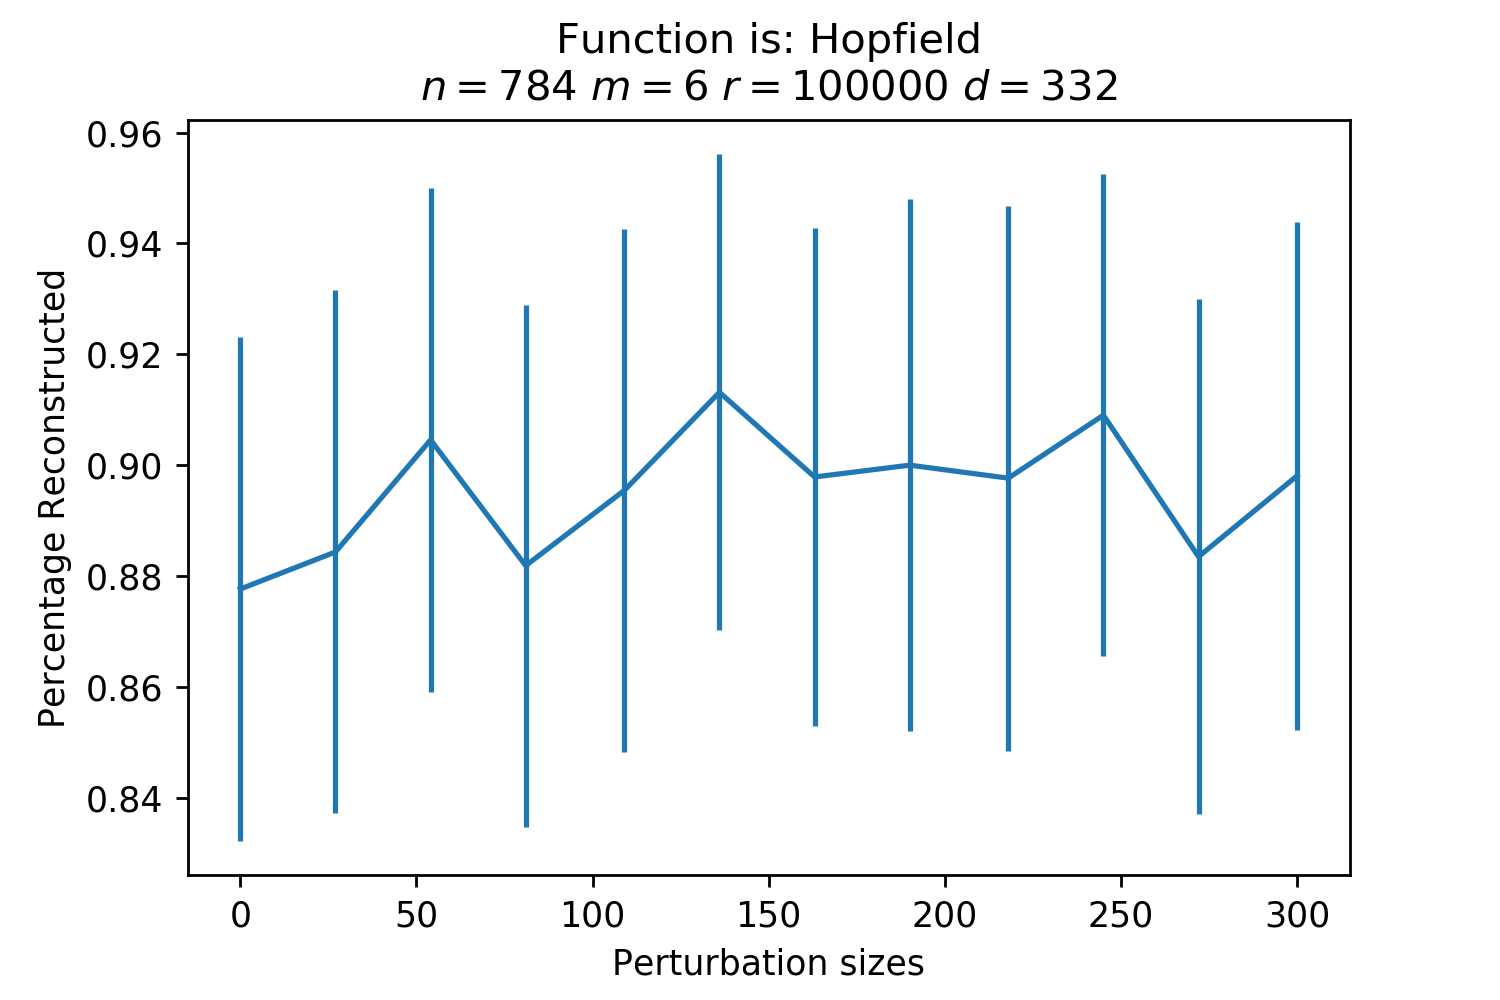 Function is: Hopfield
n = 784 m = 6 r = 100000 d = 332
Percentage Reconstructed
0.96
0.94
0.92
0.90
0.88
0.86
0.84
0 50 100 150 200 250 300
Perturbation sizes